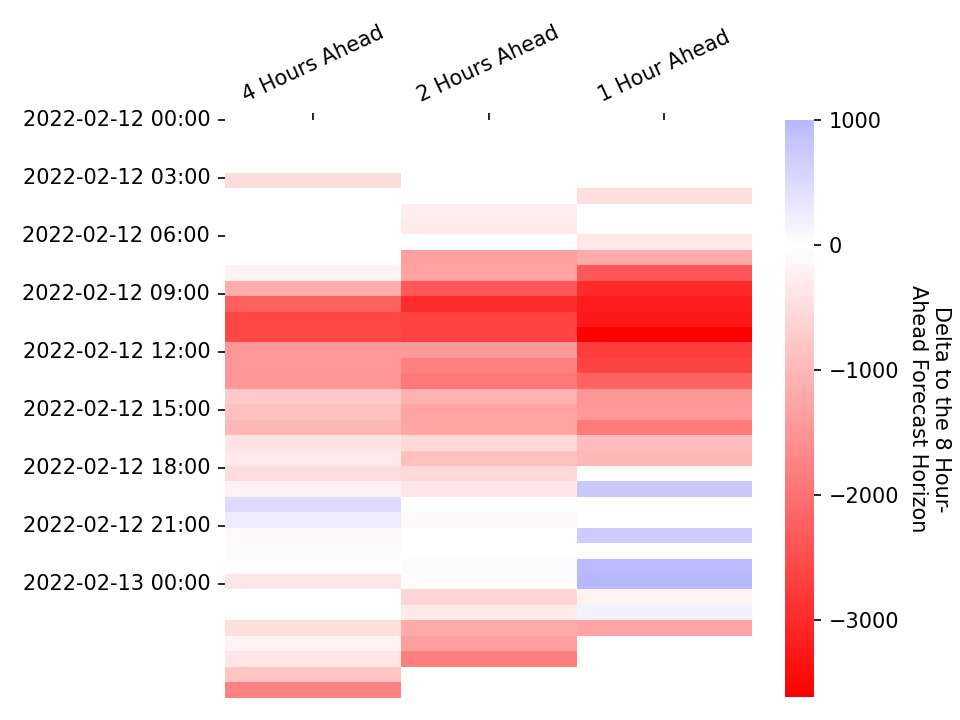 4 Hours Ahead
2 Hours Ahead
1 Hour Ahead
2022-02-12 00:00
2022-02-12 03:00
2022-02-12 06:00
2022-02-12 09:00
2022-02-12 12:00
2022-02-12 15:00
2022-02-12 18:00
2022-02-12 21:00
2022-02-13 00:00
1000
0
−1000
−2000
−3000
Delta to the 8 Hour-
Ahead Forecast Horizon